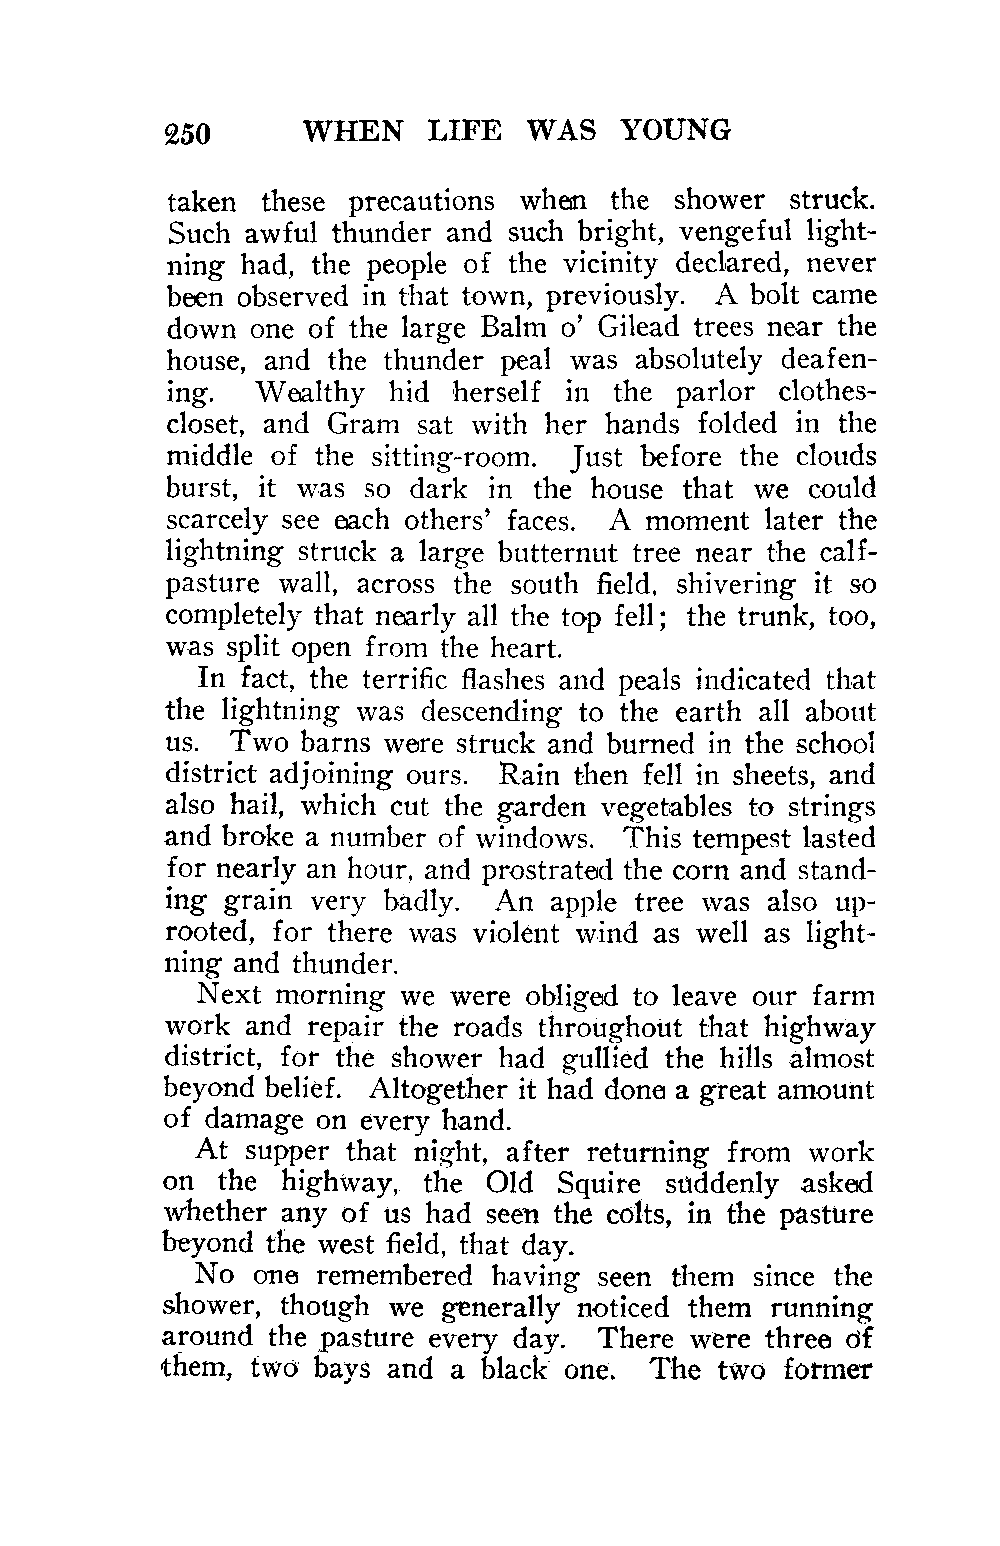 250 WHEN LIFE WAS YOUNG
taken these precautions when the shower struck.
Such awful thunder and such bright, vengeful light-
ning had, the people of the vicinity declared, never
been observed in that town, previously. A bolt came
down one of the large Balm o' Gilead trees near the
house, and the thunder peal was absolutely deafen-
ing. Wealthy hid herself in the parlor clothes-
closet, and Gram sat with her hands folded in the
middle of the sitting-room. Just before the clouds
burst, it was so dark in the house that we could
scarcely see each others' faces. A moment later the
lightning struck a large butternut tree near the calf-
pasture wall, across the south field, shivering it so
completely that nearly all the top fell; the trunk, too,
was split open from the heart.
In fact, the terrific flashes and peals indicated that
the lightning was descending to the earth all about
us. Two barns were struck and burned in the school
district adjoining ours. Rain then fell in sheets, and
also hail, which cut the garden vegetables to strings
and broke a number of windows. This tempest lasted
for nearly an hour, and prostrated the corn and stand-
ing grain very badly. An apple tree was also up-
rooted, for there was violent wind as well as light-
ning and thunder.
Next morning we were obliged to leave our farm
work and repair the roads throughout that highway
district, for the shower had gullied the hills almost
beyond belief. Altogether it had done a great amount
of damage on every hand.
At supper that night, after returning from work
on the highway, the Old Squire suddenly asked
whether any of us had seen the colts, in the pasture
beyond the west field, that day.
No one remembered having seen them since the
shower, though we generally noticed them running
around the pasture every day. There were three of
them, two bays and a black one. The two former